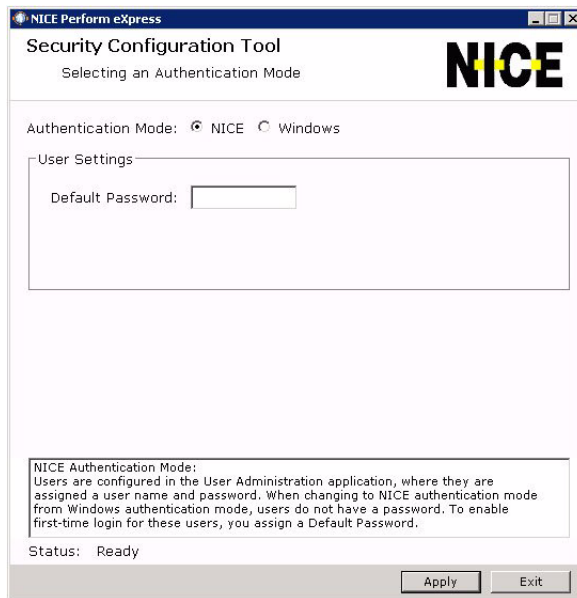 NICE Perform eXpress
Security Configuration Tool
Selecting an Authentication Mode
NICE
Authentication Mode: NICE Windows
User Settings
Default Password:
NICE Authentication Mode:
Users are configured in the User Administration application, where they are
assigned a user name and password. When changing to NICE authentication mode
from Windows authentication mode, users do not have a password. To enable
first-time login for these users, you assign a Default Password.
Status: Ready
Apply Exit